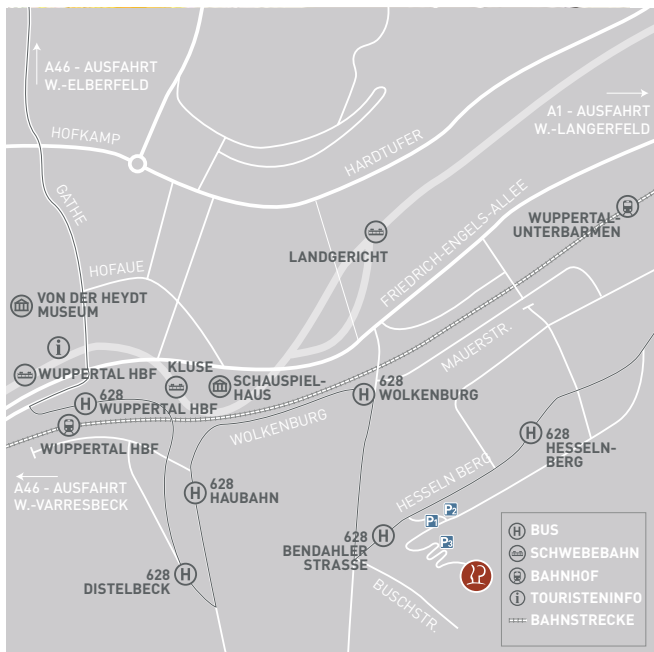 A46 - AUSFAHRT
W.-ELBERFELD
A1 - AUSFAHRT
W.-LANGERFELD
HOFKAMP
HARDTUFER
GATHE
WUPPERTAL-
UNTERBARMEN
LANDGERICHT
FRIEDRICH-ENGELS-ALLEE
HOFAUE
VON DER HEYDT
MUSEUM
i
MAUERSTR.
WUPPERTAL HBF
KLUSE
SCHAUSPIEL-
HAUS
H
628
WUPPERTAL HBF
H
628
WOLKENBURG
WOLKENBURG
WUPPERTAL HBF
H
628
HESSELN-
BERG
A46 - AUSFAHRT
W.-VARRESBECK
H
628
HAUBAHN
HESSELN BERG
P1
P2
P3
628
BENDAHLER
STRASSE
H
628
DISTELBECK
H
BUSCHSTR.
H BUS
SCHWEBEBAHN
BAHNHOF
i TOURISTENINFO
BAHNSTRECKE